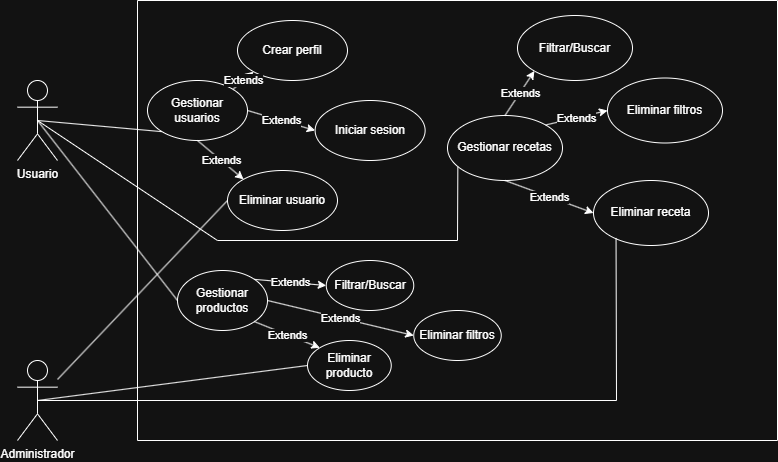 Crear perfil
Filtrar/Buscar
Extends
Extends
Gestionar
usuarios
Eliminar filtros
Extends
Extends
Iniciar sesion
Gestionar recetas
Usuario
Extends
Extends
Eliminar usuario
Eliminar receta
Gestionar
productos
Extends
Filtrar/Buscar
Extends
Extends
Eliminar filtros
Eliminar
producto
Administrador